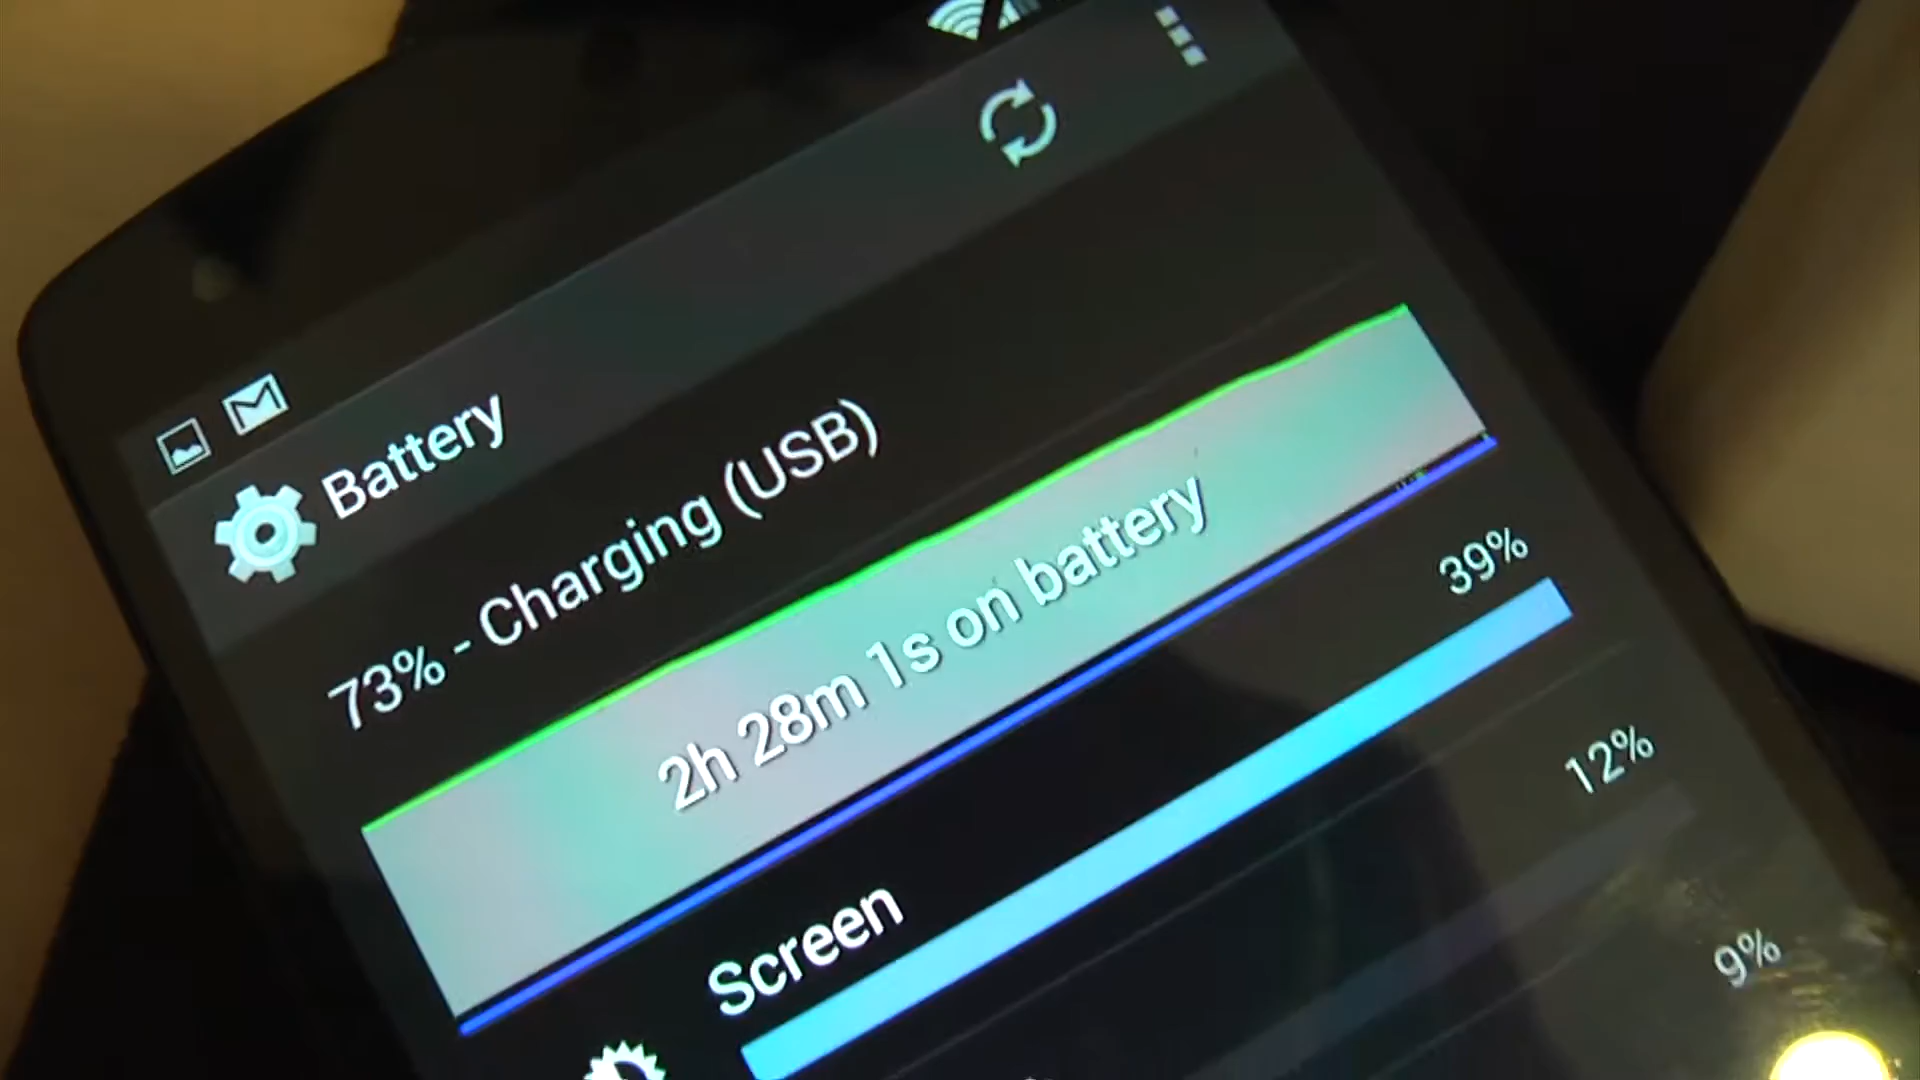 Battery
73% - Charging (USB)
2h 28m 1s on battery
39%
Screen
12%
9%